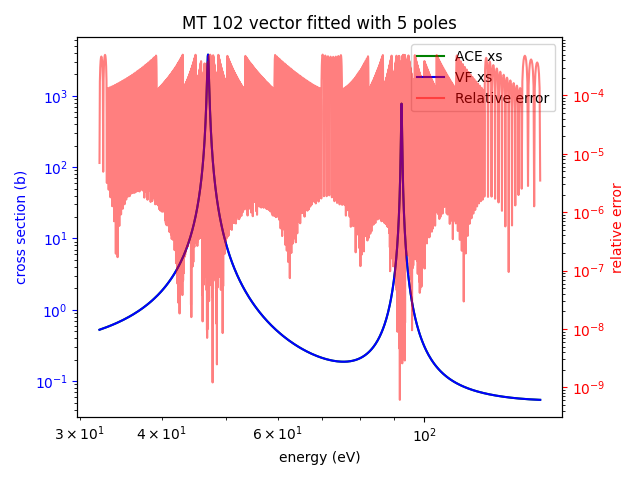 MT 102 vector fitted with 5 poles
ACE xs
VF xs
Relative error
cross section (b)
10³
10²
10¹
10⁰
10⁻¹
10⁻⁴
10⁻⁵
10⁻⁶
10⁻⁷
10⁻⁸
10⁻⁹
relative error
3 × 10¹
4 × 10¹
6 × 10¹
10²
energy (eV)